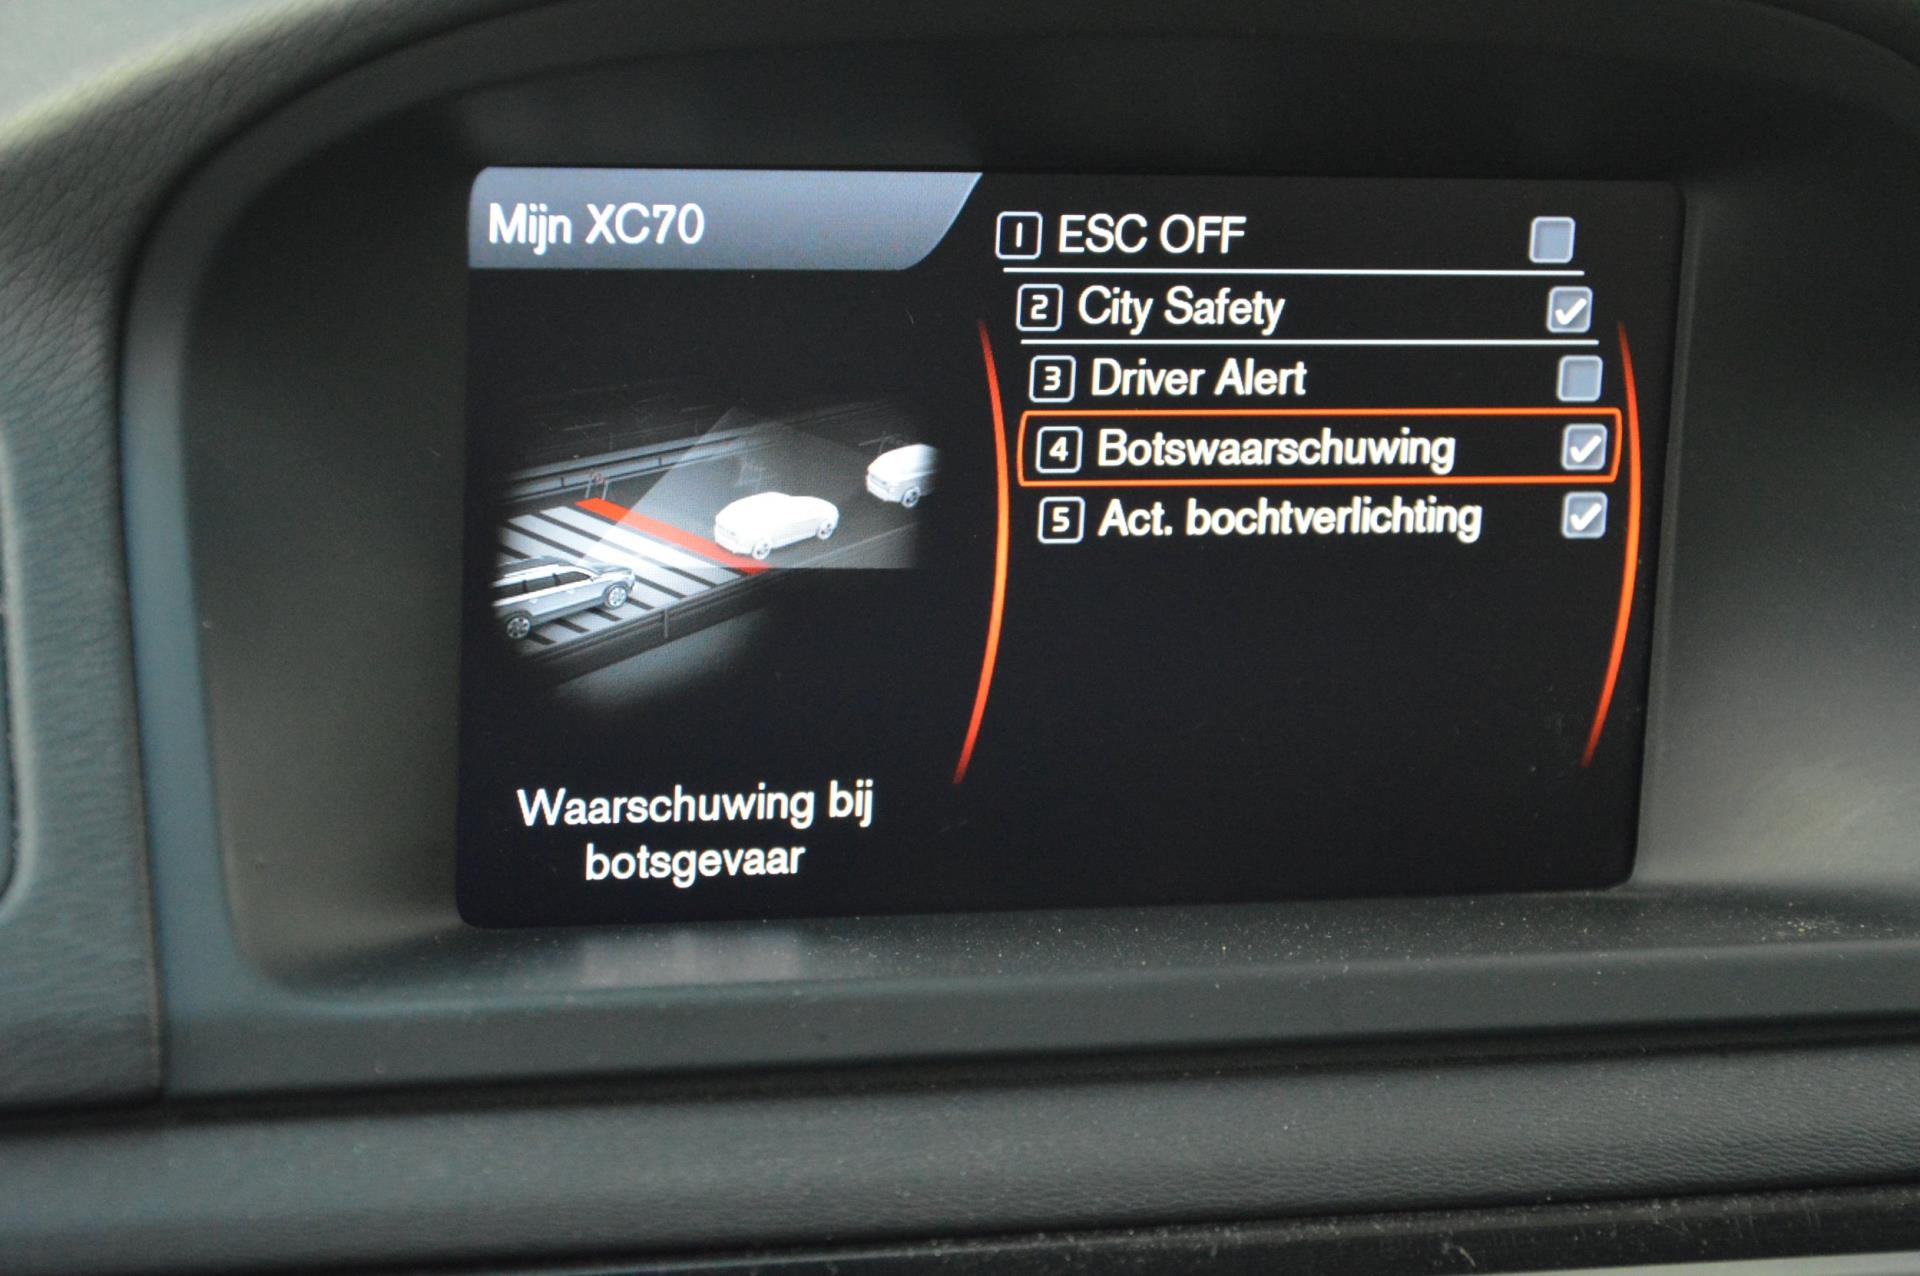 Mijn XC70
1 ESC OFF
2 City Safety
3 Driver Alert
4 Botswaarschuwing
5 Act. bochtverlichting
Waarschuwing bij
botsgevaar